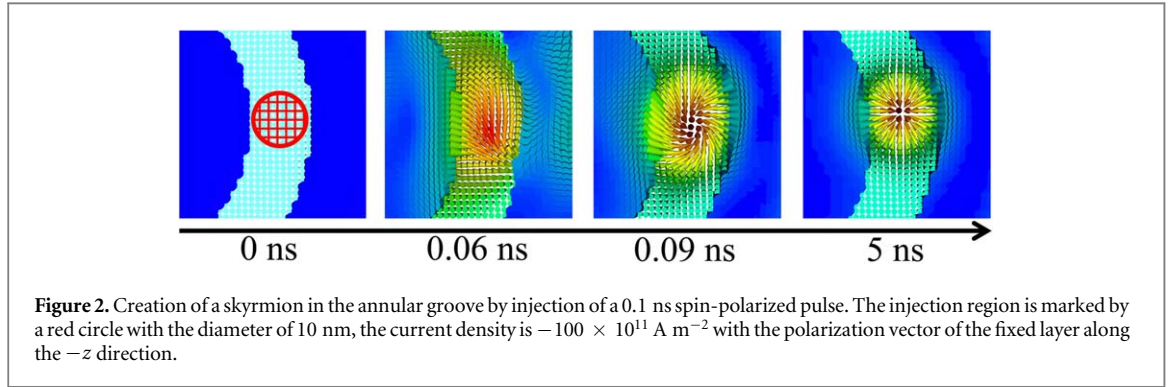 0 ns
0.06 ns
0.09 ns
5 ns
Figure 2. Creation of a skyrmion in the annular groove by injection of a 0.1 ns spin-polarized pulse. The injection region is marked by
a red circle with the diameter of 10 nm, the current density is −100 × 10¹¹ A m⁻² with the polarization vector of the fixed layer along
the −z direction.